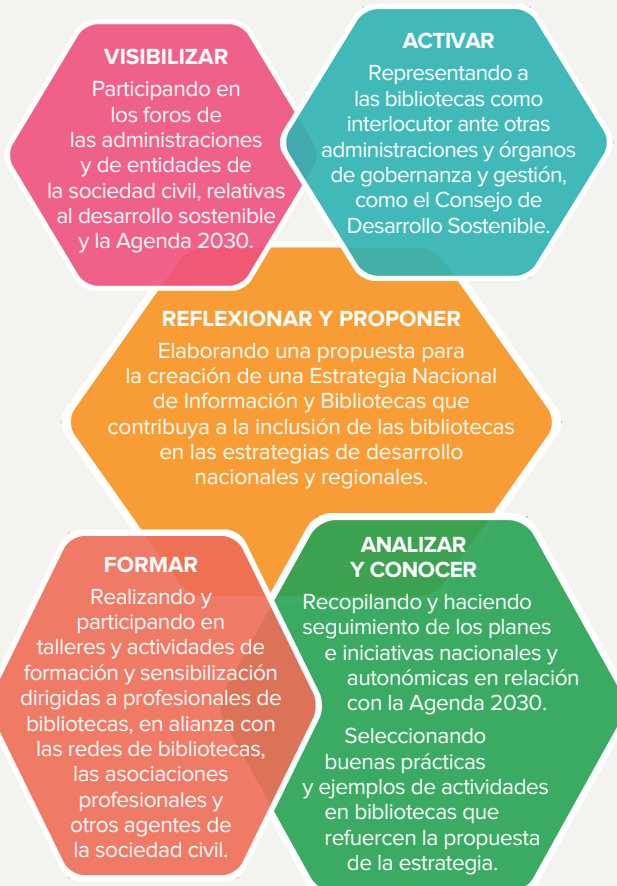 VISIBILIZAR
Participando en
los foros de
las administraciones
y de entidades de
la sociedad civil, relativas
al desarrollo sostenible
y la Agenda 2030.
ACTIVAR
Representando a
las bibliotecas como
interlocutor ante otras
administraciones y órganos
de gobernanza y gestión,
como el Consejo de
Desarrollo Sostenible.
REFLEXIONAR Y PROPONER
Elaborando una propuesta para
la creación de una Estrategia Nacional
de Información y Bibliotecas que
contribuya a la inclusión de las bibliotecas
en las estrategias de desarrollo
nacionales y regionales.
FORMAR
Realizando y
participando en
talleres y actividades de
formación y sensibilización
dirigidas a profesionales de
bibliotecas, en alianza con
las redes de bibliotecas,
las asociaciones
profesionales y
otros agentes de
la sociedad civil.
ANALIZAR
Y CONOCER
Recopilando y haciendo
seguimiento de los planes
e iniciativas nacionales y
autonómicas en relación
con la Agenda 2030.
Seleccionando
buenas prácticas
y ejemplos de actividades
en bibliotecas que
refuercen la propuesta
de la estrategia.